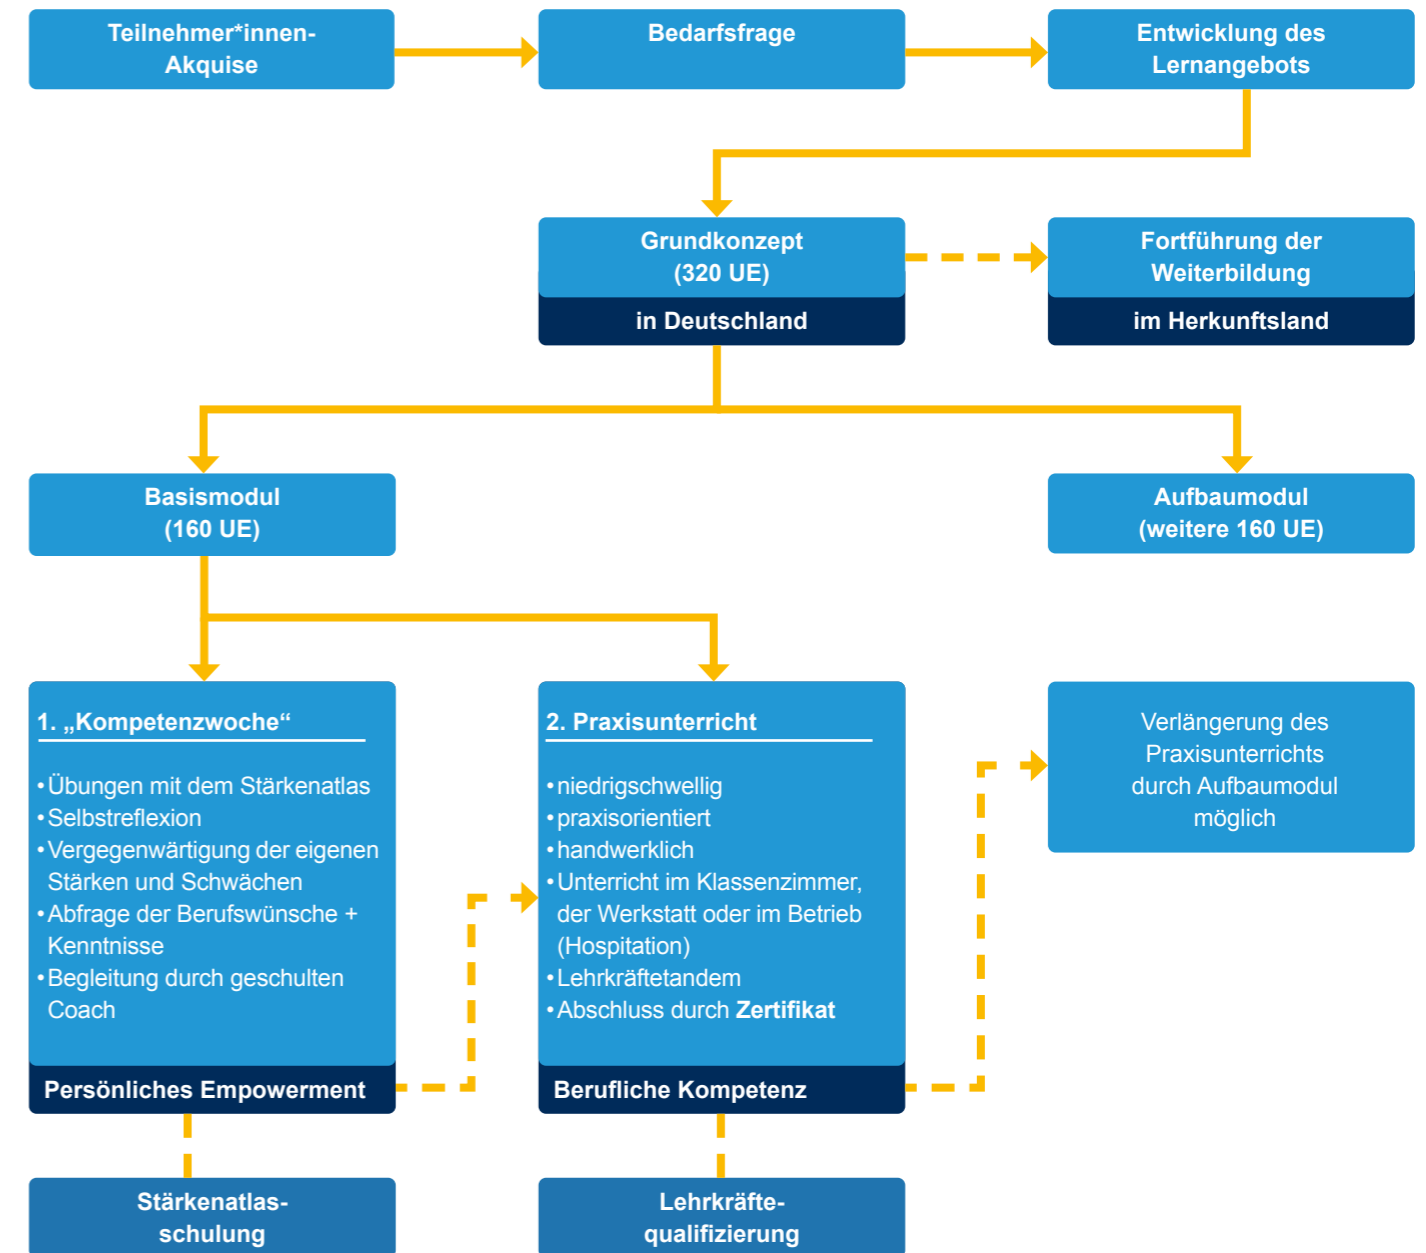 Teilnehmer*innen-
Akquise
Bedarfsfrage
Entwicklung des
Lernangebots
Grundkonzept
(320 UE)
in Deutschland
Fortführung der
Weiterbildung
im Herkunftsland
Basismodul
(160 UE)
Aufbaumodul
(weitere 160 UE)
1. „Kompetenzwoche“
• Übungen mit dem Stärkenatlas
• Selbstreflexion
• Vergegenwärtigung der eigenen
Stärken und Schwächen
• Abfrage der Berufswünsche +
Kenntnisse
• Begleitung durch geschulten
Coach
Persönliches Empowerment
2. Praxisunterricht
• niedrigschwellig
• praxisorientiert
• handwerklich
• Unterricht im Klassenzimmer,
der Werkstatt oder im Betrieb
(Hospitation)
• Lehrkräftetandem
• Abschluss durch Zertifikat
Berufliche Kompetenz
Verlängerung des
Praxisunterrichts
durch Aufbaumodul
möglich
Stärkenatlas-
schulung
Lehrkräfte-
qualifizierung